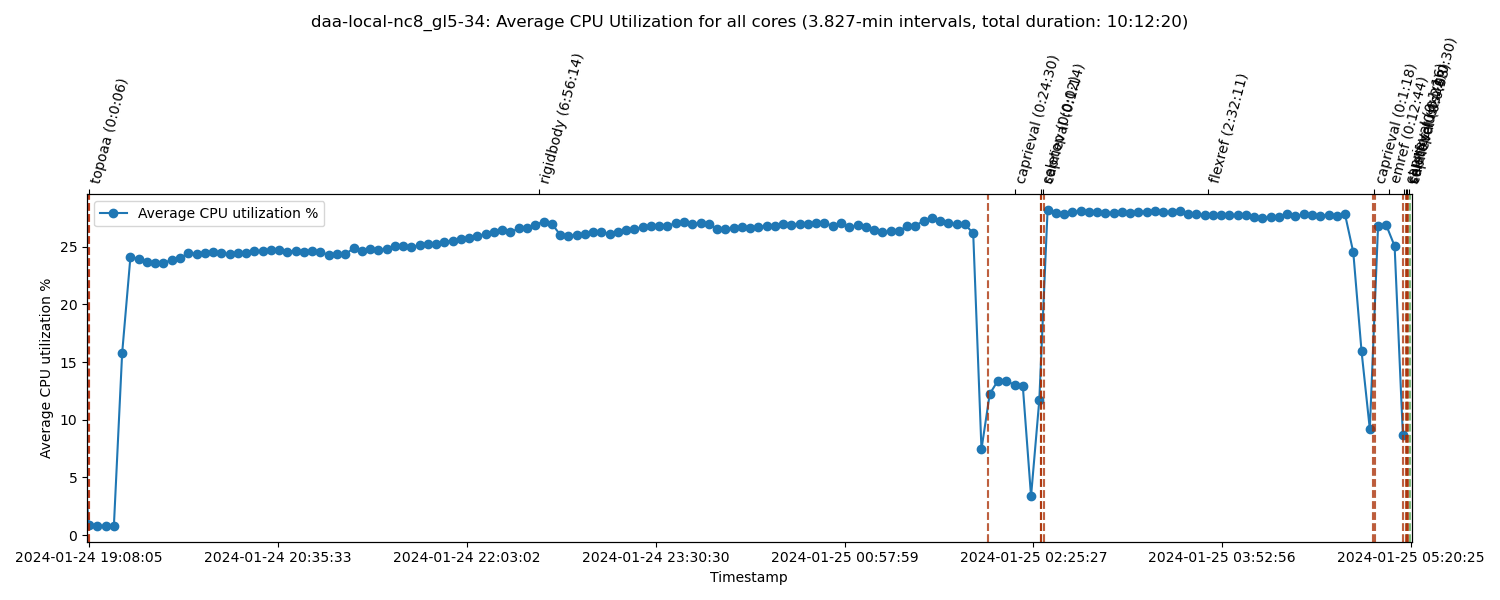 daa-local-nc8_gl5-34: Average CPU Utilization for all cores (3.827-min intervals, total duration: 10:12:20)
topoaa (0:0:06)
rigidbody (6:56:14)
caprieval (0:24:30)
flexref (2:32:11)
caprieval (0:1:18)
emref (0:12:44)
Average CPU utilization %
Average CPU utilization %
25
20
15
10
5
0
2024-01-24 19:08:05
2024-01-24 20:35:33
2024-01-24 22:03:02
2024-01-24 23:30:30
2024-01-25 00:57:59
2024-01-25 02:25:27
2024-01-25 03:52:56
2024-01-25 05:20:25
Timestamp